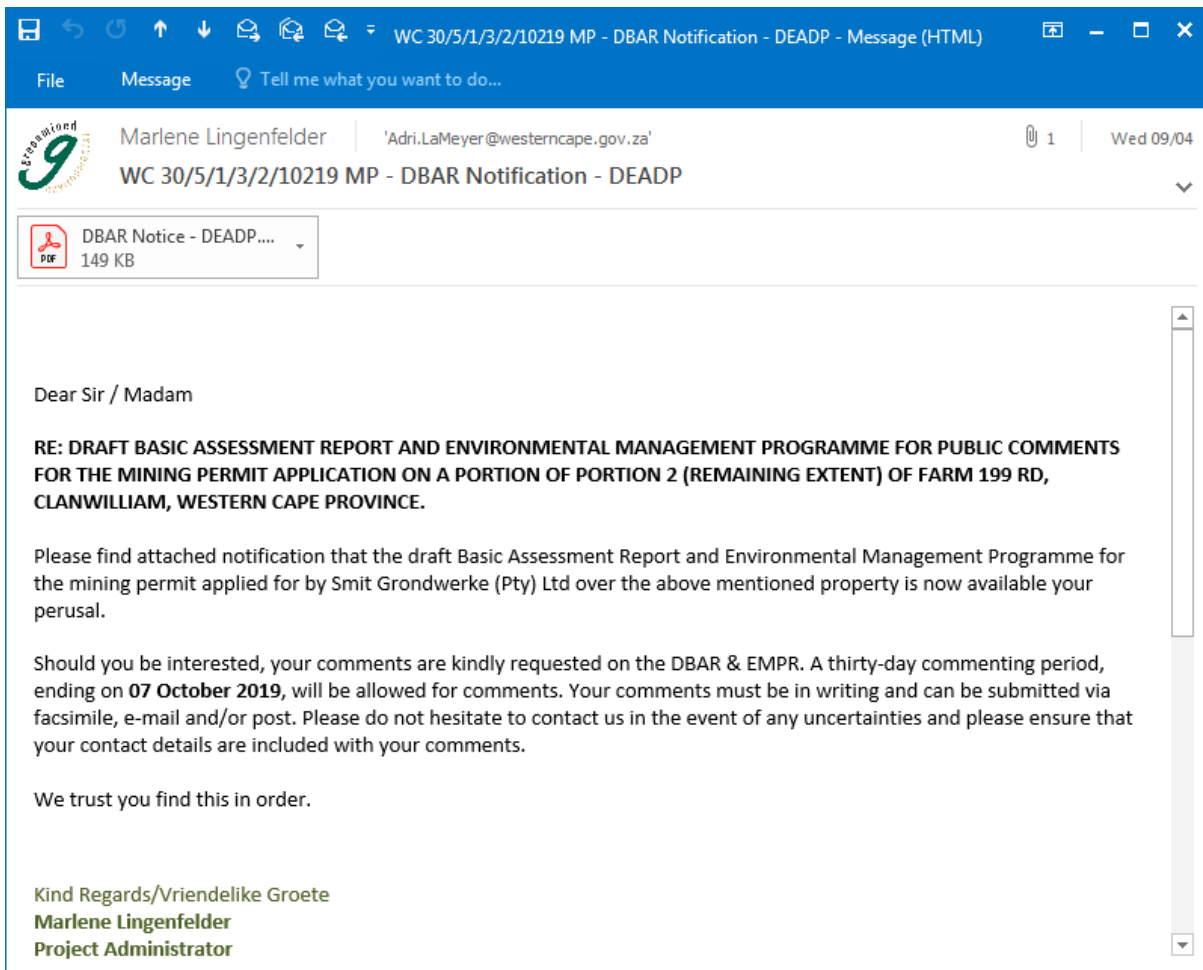 WC 30/5/1/3/2/10219 MP - DBAR Notification - DEADP - Message (HTML)
File Message Tell me what you want to do...
greenmined
Marlene Lingenfelder 'Adri.LaMeyer@westerncape.gov.za' 1 Wed 09/04
WC 30/5/1/3/2/10219 MP - DBAR Notification - DEADP
DBAR Notice - DEADP....
PDF 149 KB
Dear Sir / Madam
RE: DRAFT BASIC ASSESSMENT REPORT AND ENVIRONMENTAL MANAGEMENT PROGRAMME FOR PUBLIC COMMENTS
FOR THE MINING PERMIT APPLICATION ON A PORTION OF PORTION 2 (REMAINING EXTENT) OF FARM 199 RD,
CLANWILLIAM, WESTERN CAPE PROVINCE.
Please find attached notification that the draft Basic Assessment Report and Environmental Management Programme for
the mining permit applied for by Smit Grondwerke (Pty) Ltd over the above mentioned property is now available your
perusal.
Should you be interested, your comments are kindly requested on the DBAR & EMPR. A thirty-day commenting period,
ending on 07 October 2019, will be allowed for comments. Your comments must be in writing and can be submitted via
facsimile, e-mail and/or post. Please do not hesitate to contact us in the event of any uncertainties and please ensure that
your contact details are included with your comments.
We trust you find this in order.
Kind Regards/Vriendelike Groete
Marlene Lingenfelder
Project Administrator